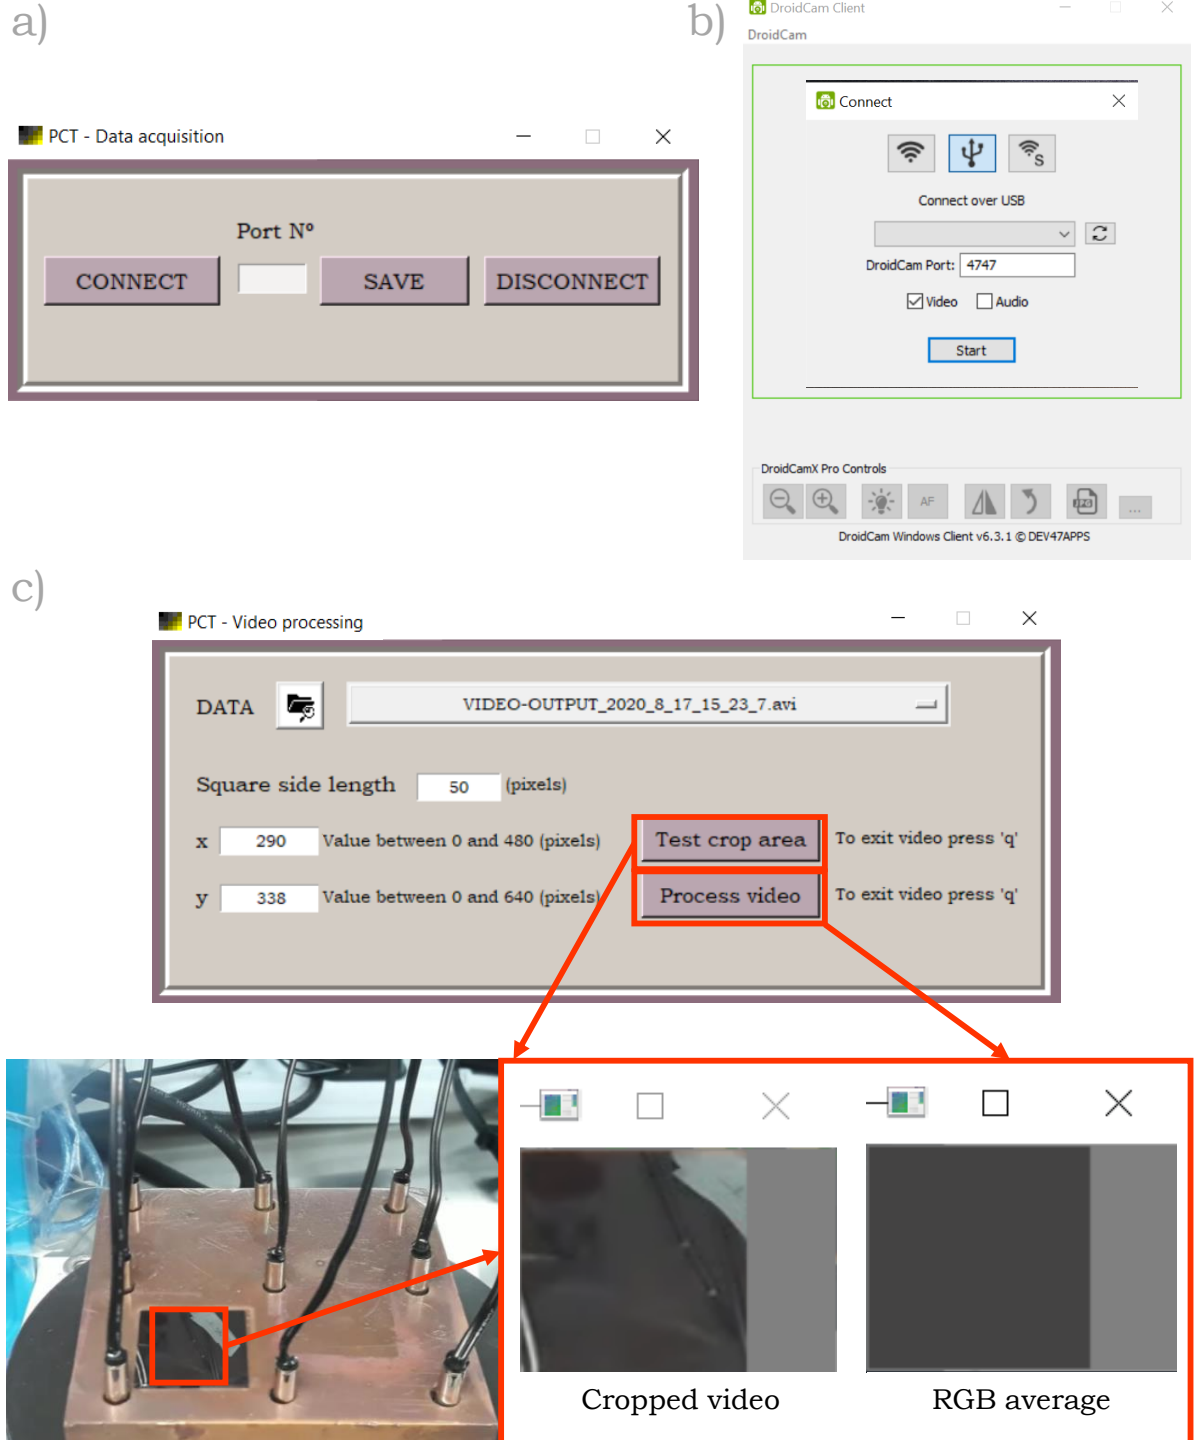 a)
PCT - Data acquisition
Port Nº
CONNECT
SAVE
DISCONNECT
b)
DroidCam Client
DroidCam
Connect
S
Connect over USB
DroidCam Port: 4747
Video
Audio
Start
DroidCamX Pro Controls
AF
JPG
...
DroidCam Windows Client v6.3.1 © DEV47APPS
c)
PCT - Video processing
DATA
VIDEO-OUTPUT_2020_8_17_15_23_7.avi
Square side length 50 (pixels)
x 290 Value between 0 and 480 (pixels) Test crop area To exit video press 'q'
y 338 Value between 0 and 640 (pixels) Process video To exit video press 'q'
Cropped video
RGB average